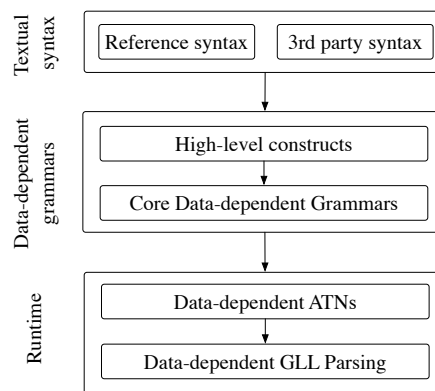 Textual
syntax
Reference syntax
3rd party syntax
Data-dependent
grammars
High-level constructs
Core Data-dependent Grammars
Runtime
Data-dependent ATNs
Data-dependent GLL Parsing